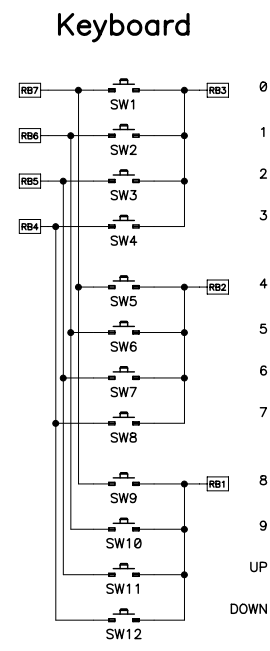 Keyboard
RB7 RB3 0
SW1
RB6 1
SW2
RB5 2
SW3
RB4 3
SW4
RB2 4
SW5
5
SW6
6
SW7
7
SW8
RB1 8
SW9
9
SW10
UP
SW11
DOWN
SW12